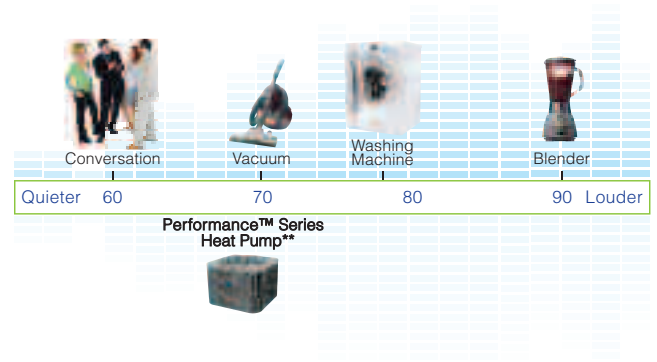 Conversation
Vacuum
Washing
Machine
Blender
Quieter 60 70 80 90 Louder
Performance™ Series
Heat Pump**